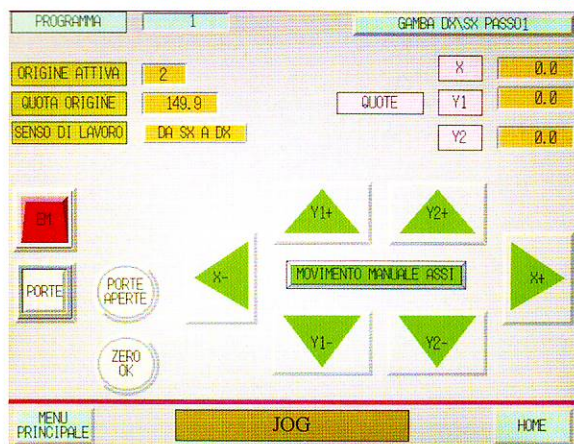 PROGRAMMA 1 GAMBA DX\SX PASSO1
ORIGINE ATTIVA 2 X 0.0
QUOTA ORIGINE 149.9 QUOTE Y1 0.0
SENSO DI LAVORO DA SX A DX Y2 0.0
EM Y1+ Y2+
PORTE PORTE APERTE X- MOVIMENTO MANUALE ASSI X+
ZERO OK Y1- Y2-
MENU PRINCIPALE JOG HOME